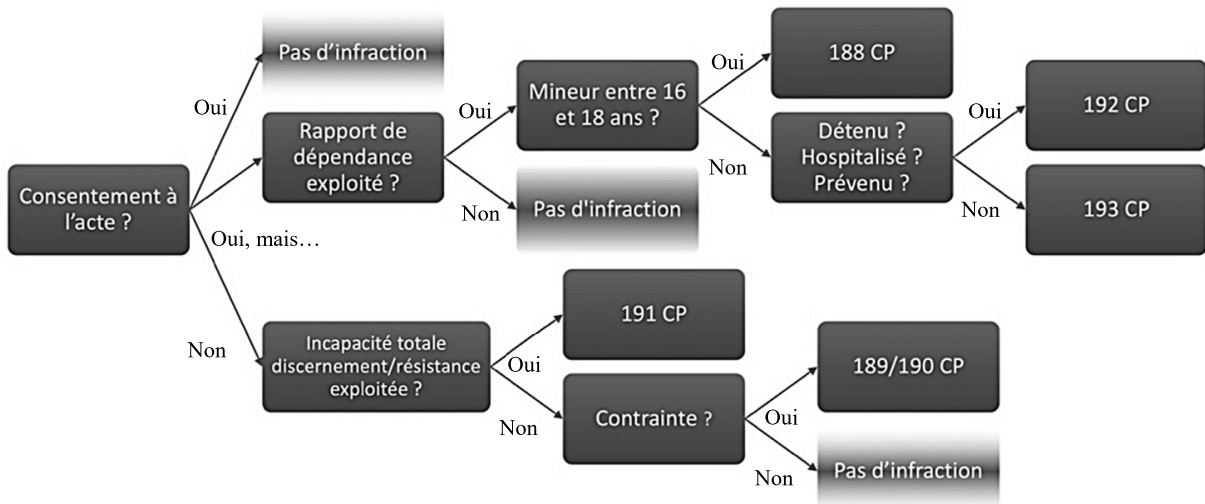 Pas d'infraction
Oui
Rapport de
dépendance
exploité ?
Consentement à
l'acte ?
Oui, mais…
Non
Incapacité totale
discernement/résistance
exploitée ?
Oui
Mineur entre 16
et 18 ans ?
Non
Pas d'infraction
Oui
188 CP
Non
Détenu ?
Hospitalisé ?
Prévenu ?
Oui
192 CP
Non
193 CP
Oui
191 CP
Non
Contrainte ?
Oui
189/190 CP
Non
Pas d'infraction